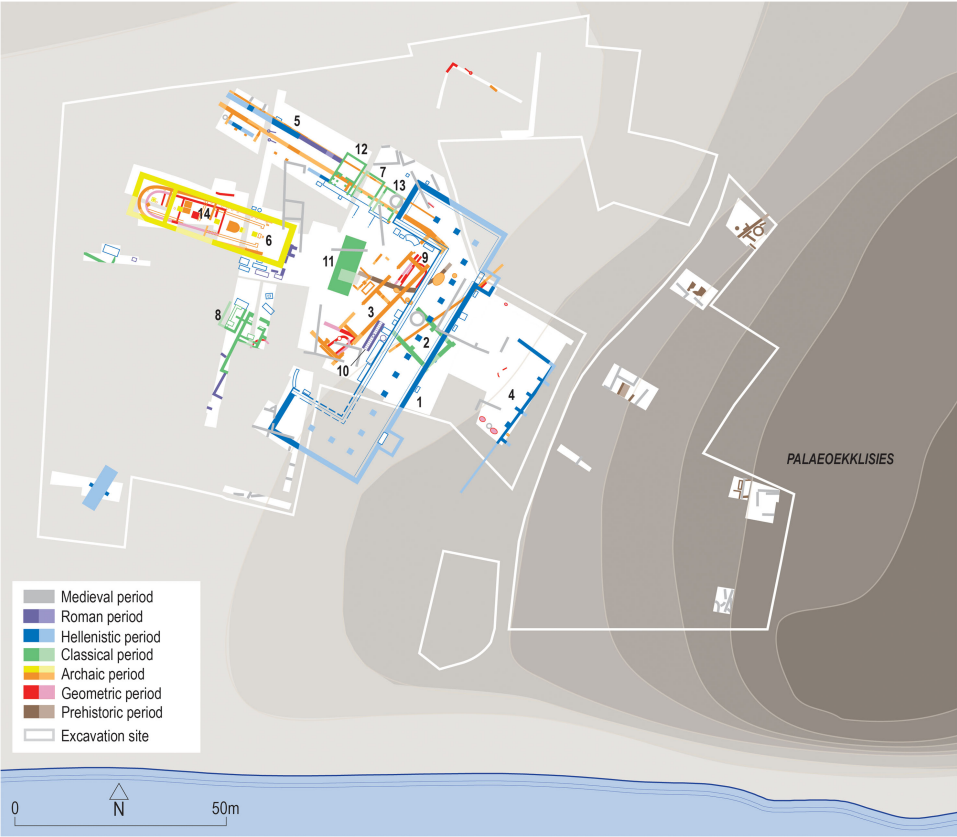 5
12
7
13
14
6
9
11
3
8
2
10
4
1
PALAEOEKKLISIES
Medieval period
Roman period
Hellenistic period
Classical period
Archaic period
Geometric period
Prehistoric period
Excavation site
0
N
50m